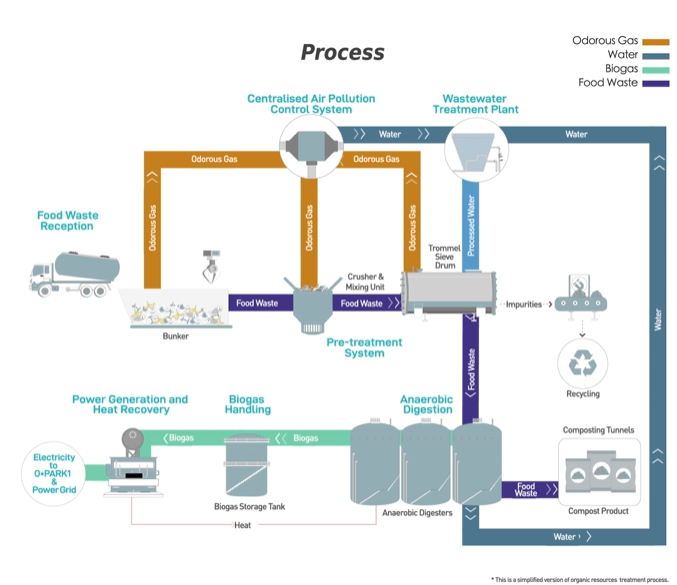 Process
Odorous Gas
Water
Biogas
Food Waste
Centralised Air Pollution
Control System
Wastewater
Treatment Plant
Water
Water
Odorous Gas
Odorous Gas
Odorous Gas
Odorous Gas
Odorous Gas
Processed Water
Food Waste
Reception
Trommel
Sieve
Drum
Crusher &
Mixing Unit
Food Waste
Food Waste
Impurities
Bunker
Pre-treatment
System
Water
Food Waste
Recycling
Power Generation and
Heat Recovery
Biogas
Handling
Anaerobic
Digestion
Biogas
Biogas
Composting Tunnels
Electricity
to
O•PARK1
&
Power Grid
Food
Waste
Biogas Storage Tank
Anaerobic Digesters
Compost Product
Heat
Water
* This is a simplified version of organic resources treatment process.